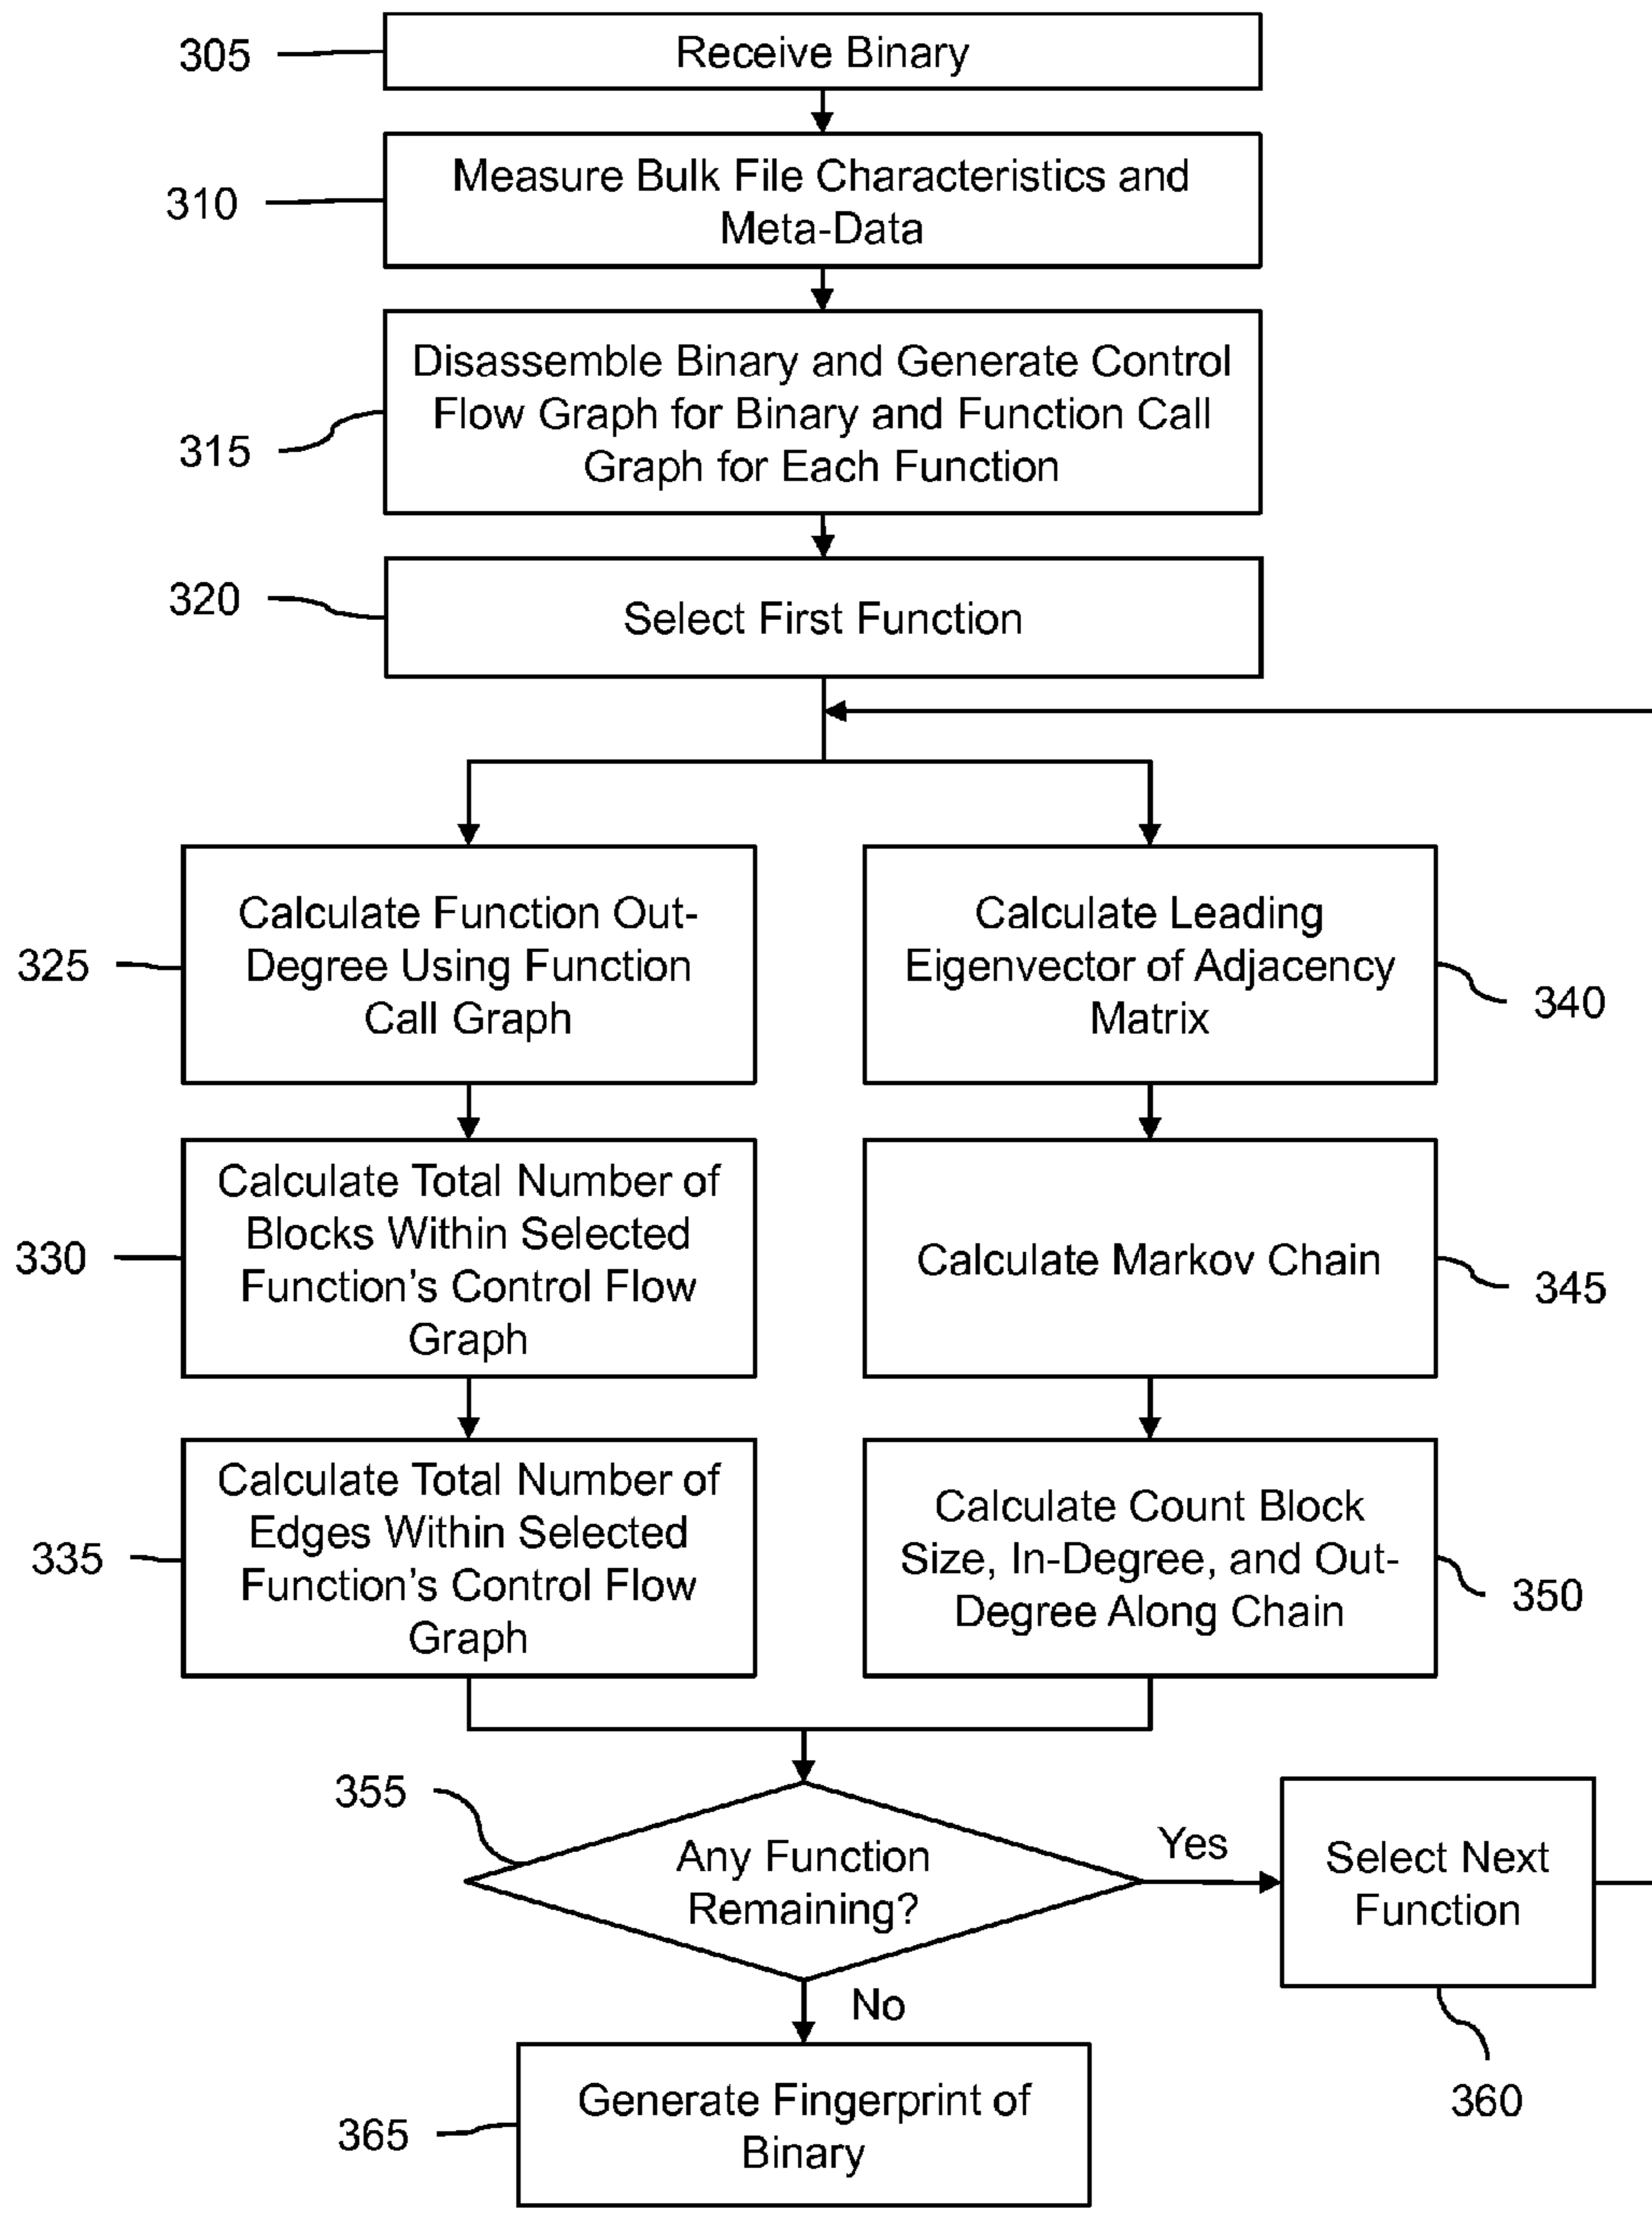 305
Receive Binary
310
Measure Bulk File Characteristics and
Meta-Data
315
Disassemble Binary and Generate Control
Flow Graph for Binary and Function Call
Graph for Each Function
320
Select First Function
325
Calculate Function Out-
Degree Using Function
Call Graph
Calculate Leading
Eigenvector of Adjacency
Matrix
340
330
Calculate Total Number of
Blocks Within Selected
Function's Control Flow
Graph
Calculate Markov Chain
345
335
Calculate Total Number of
Edges Within Selected
Function's Control Flow
Graph
Calculate Count Block
Size, In-Degree, and Out-
Degree Along Chain
350
355
Any Function
Remaining?
Yes
Select Next
Function
360
No
365
Generate Fingerprint of
Binary